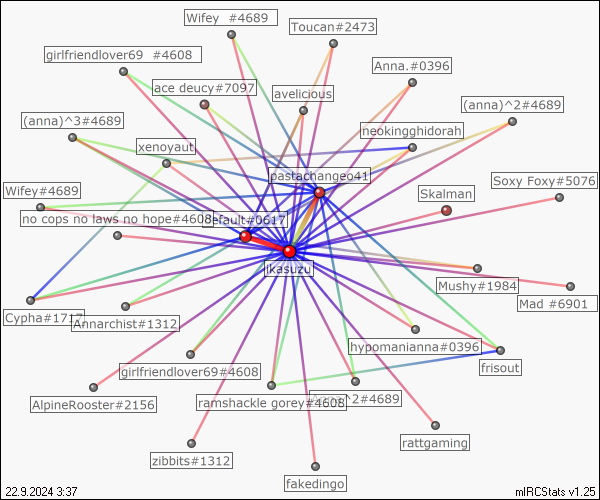 Wifey  #4689
Toucan#2473
girlfriendlover69  #4608
Anna.#0396
ace deucy#7097
avelicious
(anna)^2#4689
(anna)^3#4689
neokingghidorah
xenoyaut
pastachangeo41
Soxy Foxy#5076
Wifey#4689
Skalman
no cops no laws no hope#4608
efault#0617
ikasuzu
Mushy#1984
Mad #6901
Cypha#1717
Annarchist#1312
hypomanianna#0396
frisout
girlfriendlover69#4608
AlpineRooster#2156
ramshackle gorey#4608
^2#4689
rattgaming
zibbits#1312
fakedingo
22.9.2024 3:37
mIRCStats v1.25